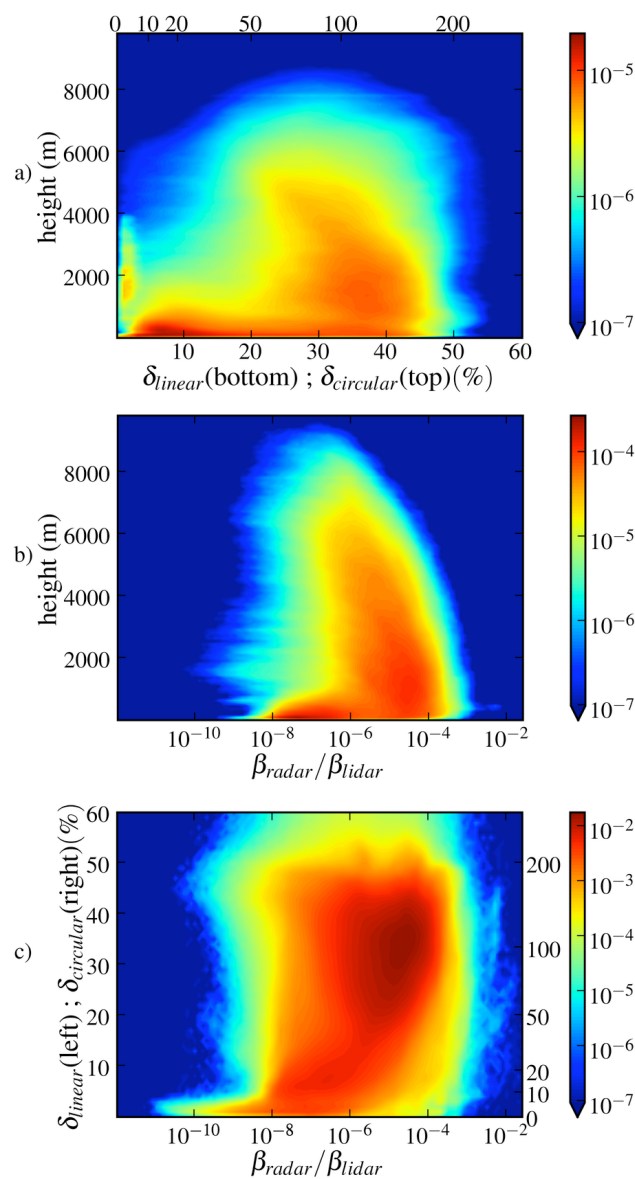 0 10 20 50 100 200
a)
height (m)
8000
6000
4000
2000
10 20 30 40 50 60
δlinear(bottom) ; δcircular(top)(%)
10⁻⁵
10⁻⁶
10⁻⁷
b)
height (m)
8000
6000
4000
2000
10⁻¹⁰ 10⁻⁸ 10⁻⁶ 10⁻⁴ 10⁻²
βradar/βlidar
10⁻⁴
10⁻⁵
10⁻⁶
10⁻⁷
c)
δlinear(left) ; δcircular(right)(%)
60
50
40
30
20
10
200
100
50
20
10
0
10⁻¹⁰ 10⁻⁸ 10⁻⁶ 10⁻⁴ 10⁻²
βradar/βlidar
10⁻²
10⁻³
10⁻⁴
10⁻⁵
10⁻⁶
10⁻⁷